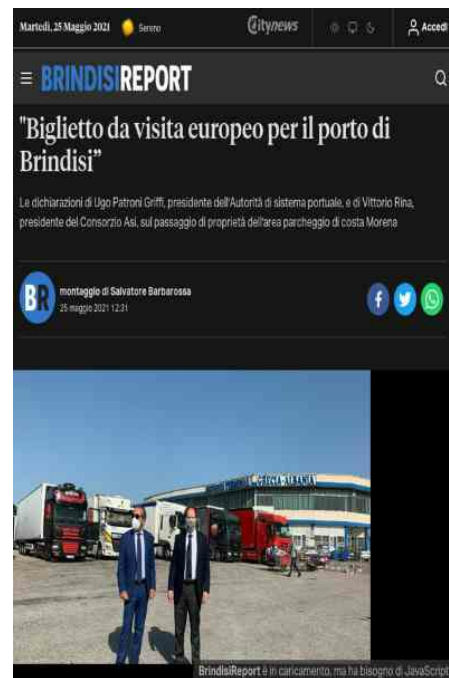 Martedì, 25 Maggio 2021 Sereno Citynews Accedi
BRINDISIREPORT
"Biglietto da visita europeo per il porto di
Brindisi”
Le dichiarazioni di Ugo Patroni Griffi, presidente dell'Autorità di sistema portuale, e di Vittorio Rina,
presidente del Consorzio Asi, sul passaggio di proprietà dell'area parcheggio di costa Morena
BR
montaggio di Salvatore Barbarossa
25 maggio 2021 12:31
GRECIA-ALBANIA
BrindisiReport è in caricamento, ma ha bisogno di JavaScript